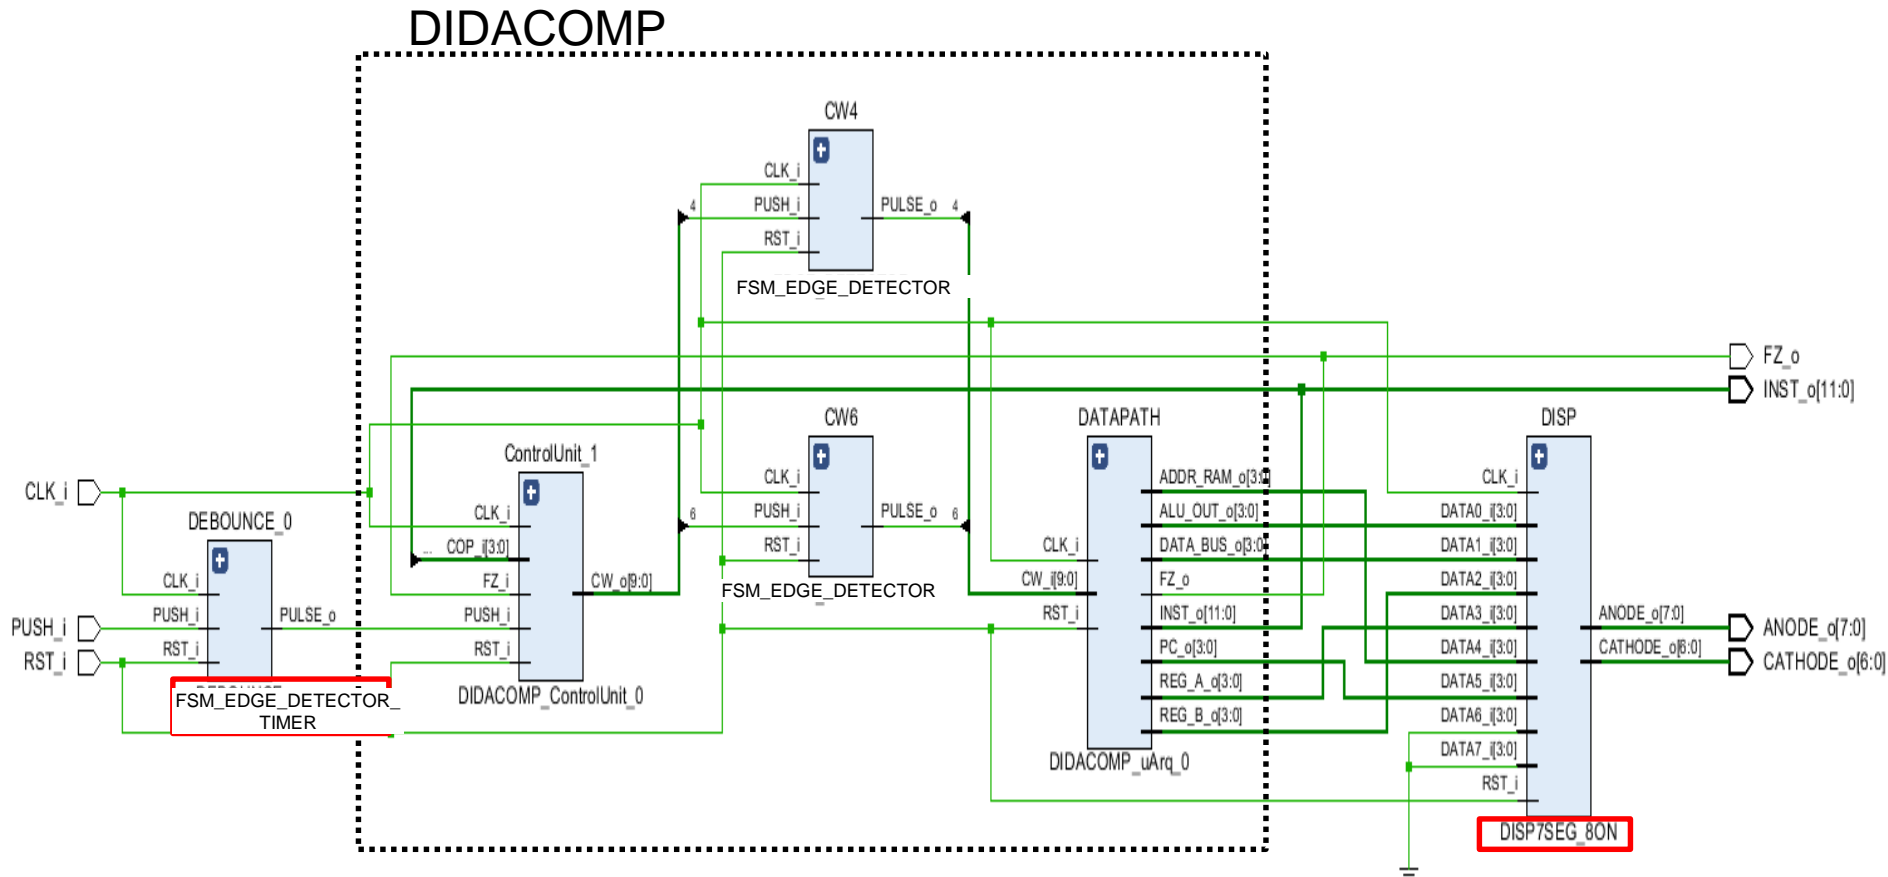 DIDACOMP
CW4
CLK_i
PUSH_i
RST_i
4
PULSE_o
4
FSM_EDGE_DETECTOR
FZ_o
INST_o[11:0]
CW6
CLK_i
PUSH_i
RST_i
6
PULSE_o
6
FSM_EDGE_DETECTOR
CLK_i
PUSH_i
RST_i
DEBOUNCE_0
CLK_i
PUSH_i
RST_i
PULSE_o
FSM_EDGE_DETECTOR_
TIMER
ControlUnit_1
CLK_i
... COP_i[3:0]
FZ_i
PUSH_i
RST_i
CW_o[9:0]
DIDACOMP_ControlUnit_0
DATAPATH
CLK_i
CW_i[9:0]
RST_i
ADDR_RAM_o[3:0]
ALU_OUT_o[3:0]
DATA_BUS_o[3:0]
FZ_o
INST_o[11:0]
PC_o[3:0]
REG_A_o[3:0]
REG_B_o[3:0]
DIDACOMP_uArq_0
DISP
CLK_i
DATA0_i[3:0]
DATA1_i[3:0]
DATA2_i[3:0]
DATA3_i[3:0]
DATA4_i[3:0]
DATA5_i[3:0]
DATA6_i[3:0]
DATA7_i[3:0]
RST_i
ANODE_o[7:0]
CATHODE_o[6:0]
DISP7SEG_8ON
ANODE_o[7:0]
CATHODE_o[6:0]